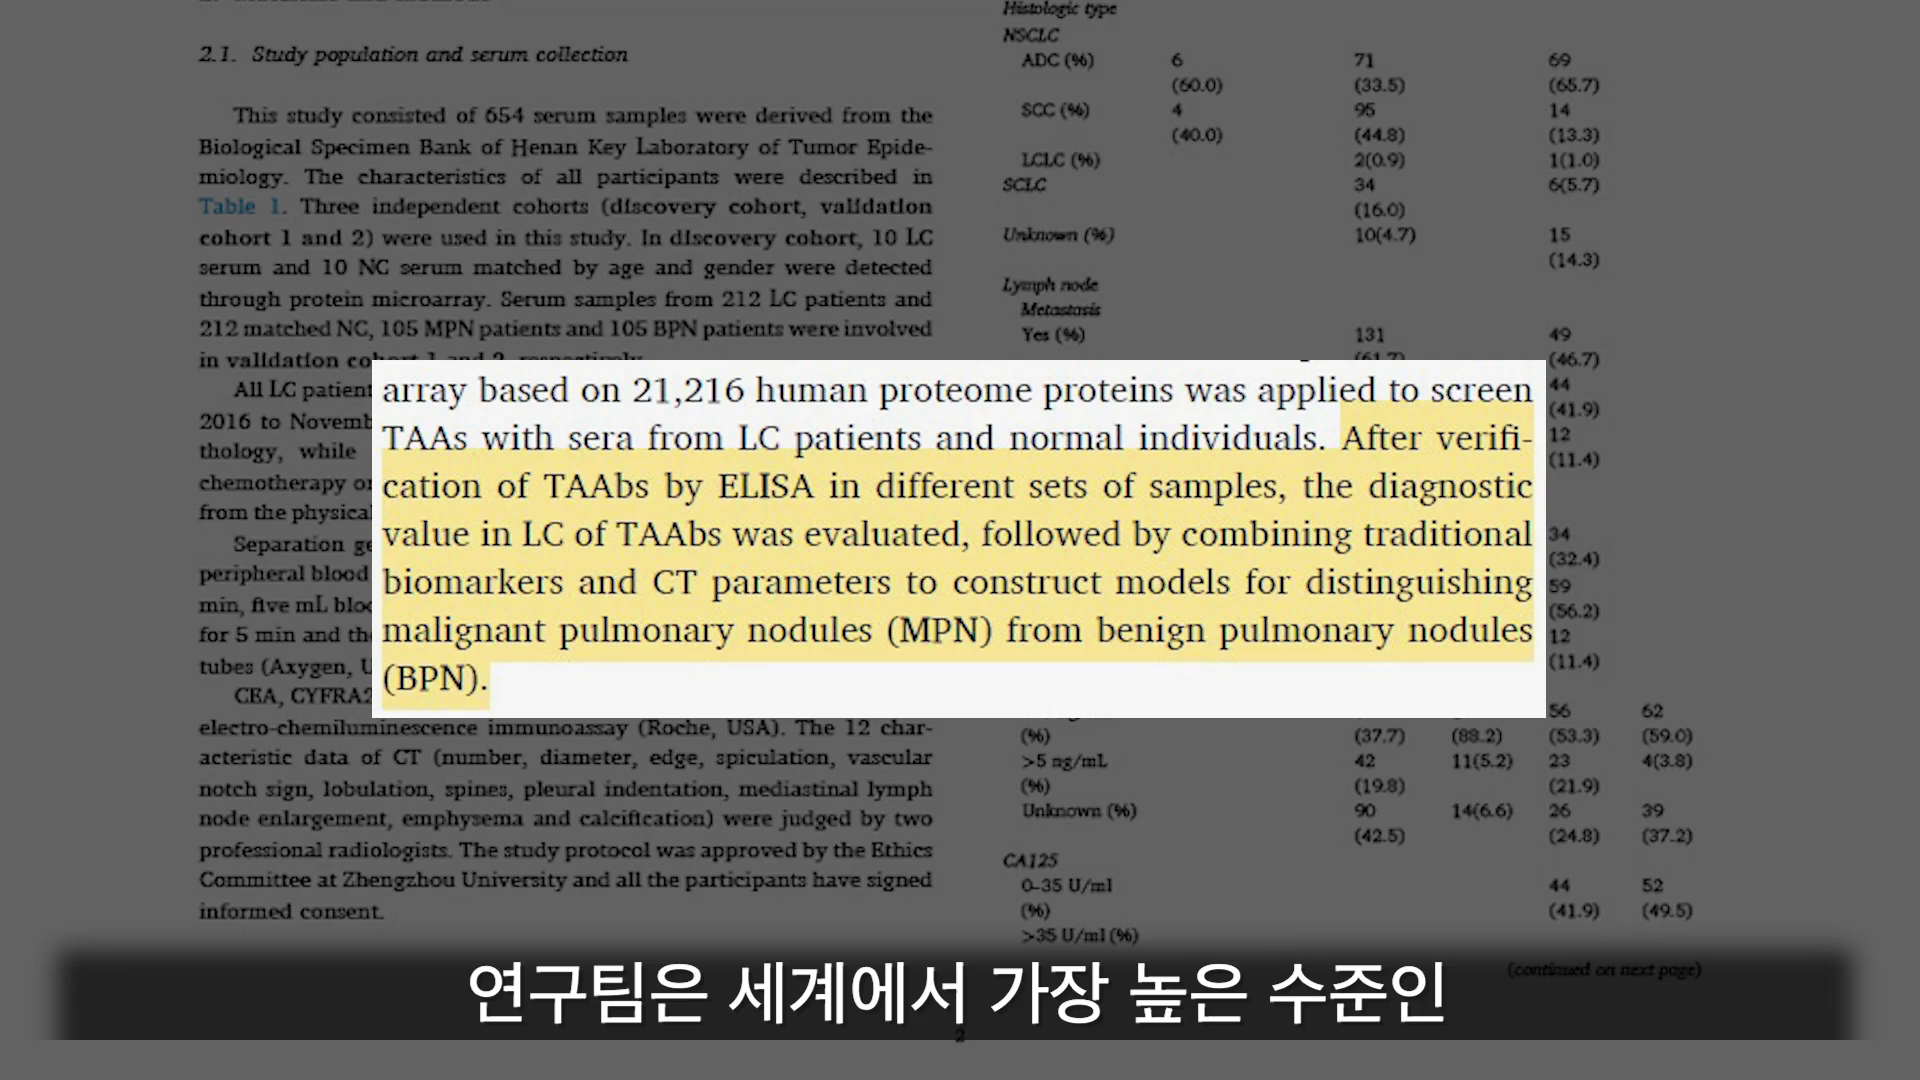 2.1. Study population and serum collection
This study consisted of 654 serum samples were derived from the
Biological Specimen Bank of Henan Key Laboratory of Tumor Epide-
miology. The characteristics of all participants were described in
Table 1. Three independent cohorts (discovery cohort, validation
cohort 1 and 2) were used in this study. In discovery cohort, 10 LC
serum and 10 NC serum matched by age and gender were detected
through protein microarray. Serum samples from 212 LC patients and
212 matched NC, 105 MPN patients and 105 BPN patients were involved
in validation cohort 1 and 2, respectively.
All LC patient
2016 to Novemb
thology, while
chemotherapy or
from the physical
Separation ge
peripheral blood
min, five mL bloo
for 5 min and the
tubes (Axygen, U
CEA, CYFRA2
electro-chemiluminescence immunoassay (Roche, USA). The 12 char-
acteristic data of CT (number, diameter, edge, spiculation, vascular
notch sign, lobulation, spines, pleural indentation, mediastinal lymph
node enlargement, emphysema and calcification) were judged by two
professional radiologists. The study protocol was approved by the Ethics
Committee at Zhengzhou University and all the participants have signed
informed consent.
Histologic type
NSCLC
ADC (%) 6 71 69
(60.0) (33.5) (65.7)
SCC (%) 4 95 14
(40.0) (44.8) (13.3)
LCLC (%) 2(0.9) 1(1.0)
SCLC 34 6(5.7)
(16.0)
Unknown (%) 10(4.7) 15
(14.3)
Lymph node
Metastasis
Yes (%) 131 49
(61.7) (46.7)
44
(41.9)
12
(11.4)
34
(32.4)
59
(56.2)
12
(11.4)
56 62
(%) (37.7) (88.2) (53.3) (59.0)
>5 ng/mL 42 11(5.2) 23 4(3.8)
(%) (19.8) (21.9)
Unknown (%) 90 14(6.6) 26 39
(42.5) (24.8) (37.2)
CA125
0–35 U/ml 44 52
(%) (41.9) (49.5)
>35 U/ml (%)
(continued on next page)
array based on 21,216 human proteome proteins was applied to screen
TAAs with sera from LC patients and normal individuals. After verifi-
cation of TAAbs by ELISA in different sets of samples, the diagnostic
value in LC of TAAbs was evaluated, followed by combining traditional
biomarkers and CT parameters to construct models for distinguishing
malignant pulmonary nodules (MPN) from benign pulmonary nodules
(BPN).
연구팀은 세계에서 가장 높은 수준인
2